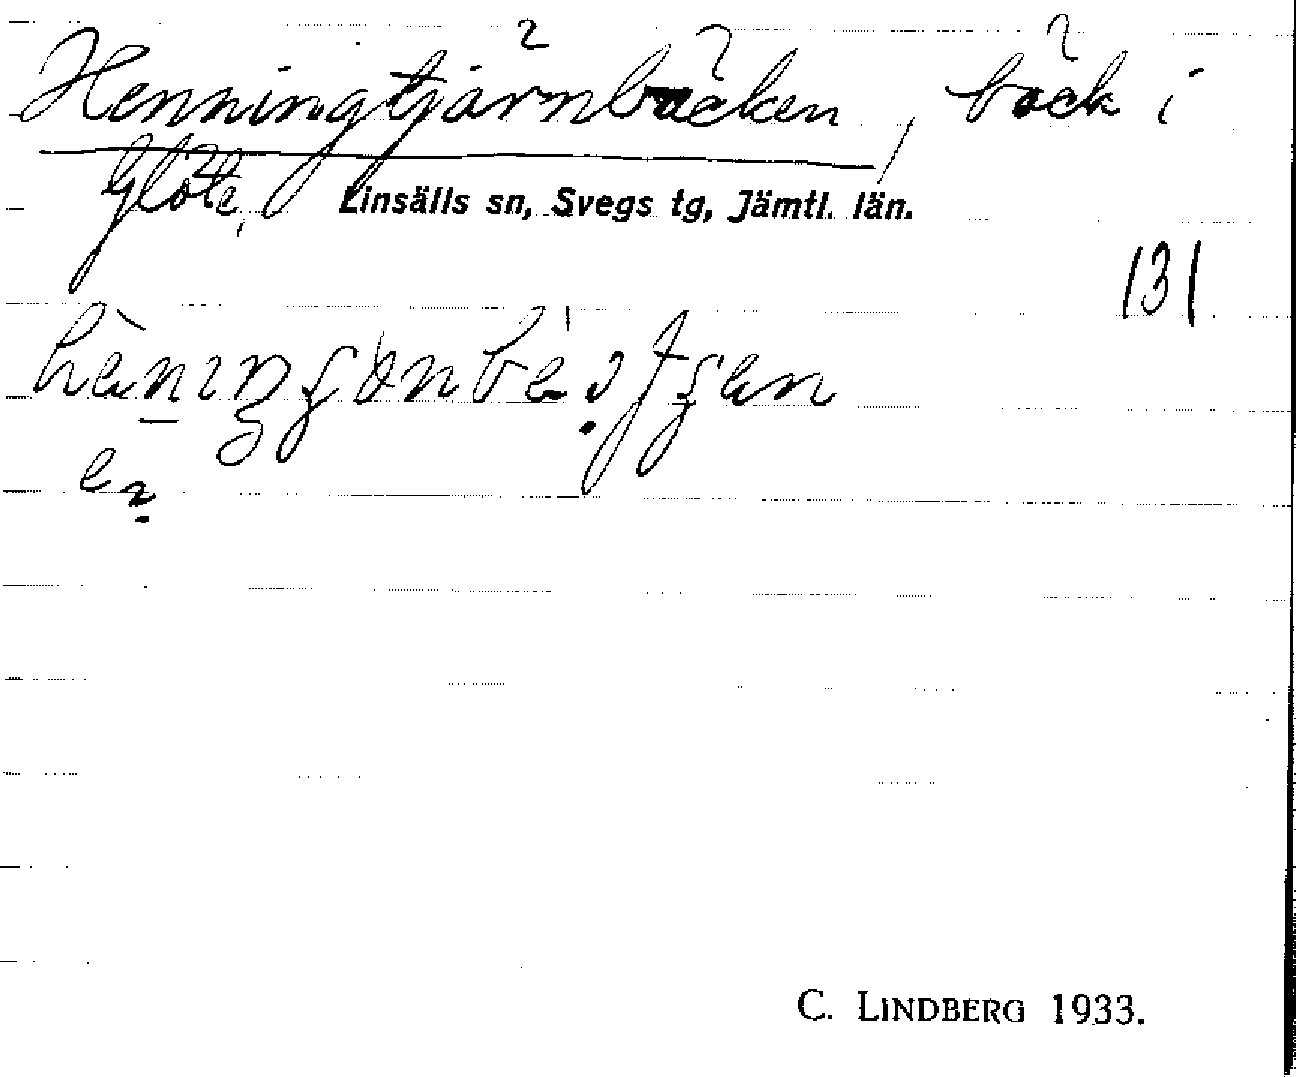 Henningtjärnbäcken, bäck i
Glöte,
Linsälls sn, Svegs tg, Jämtl. län.
131
C. LINDBERG 1933.